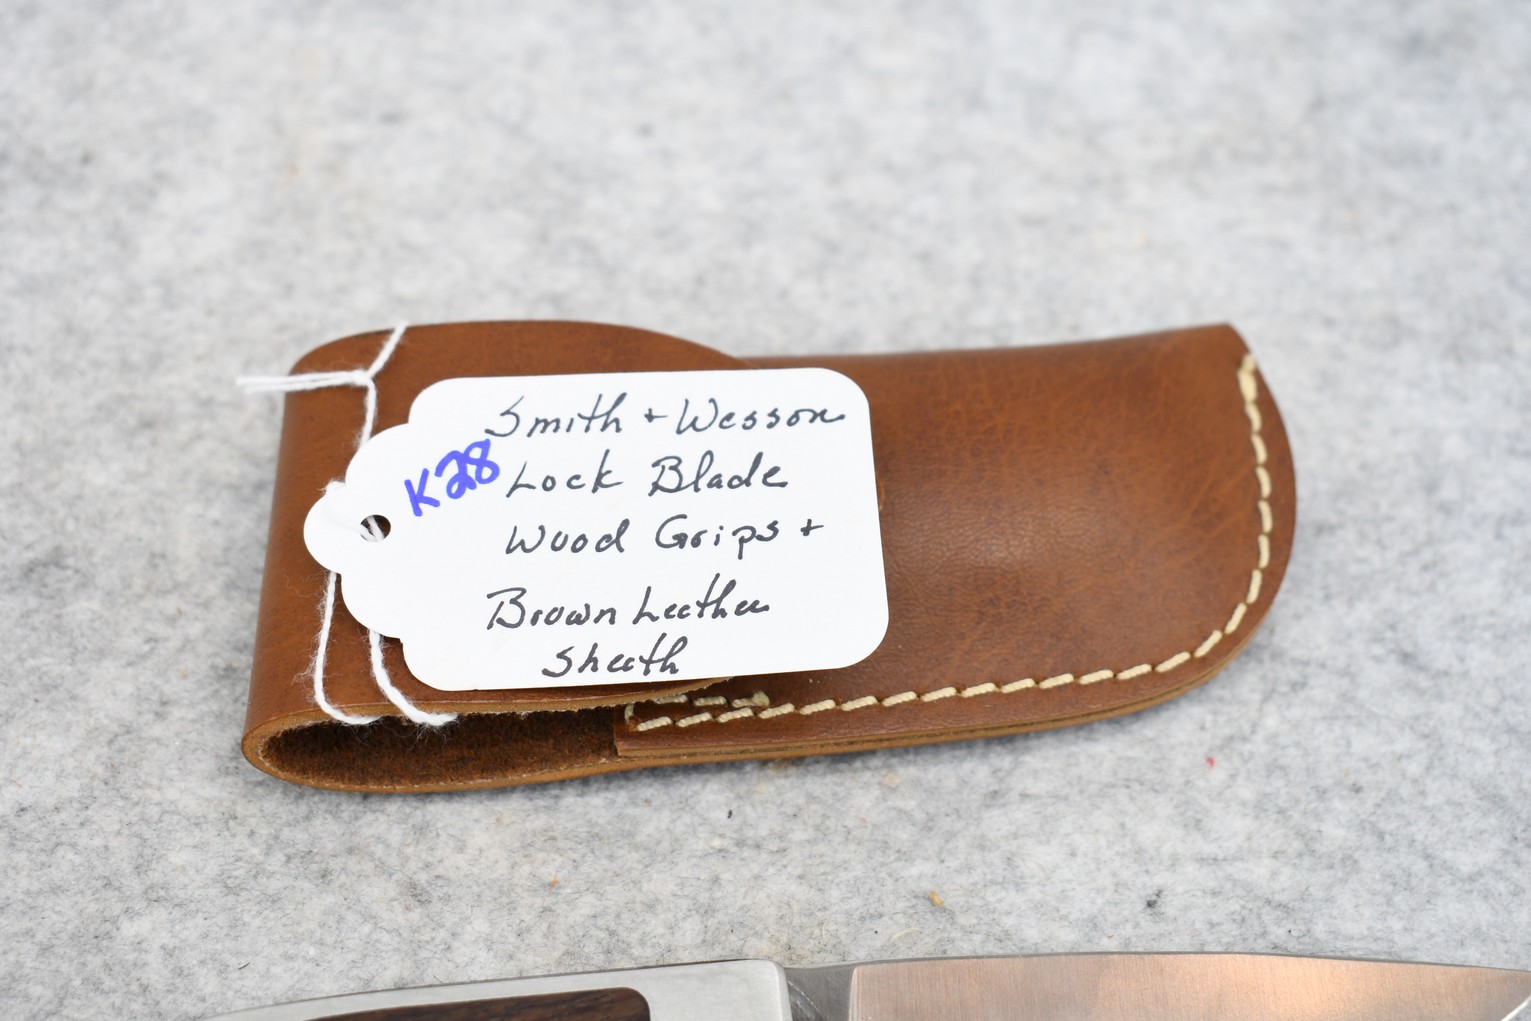 Smith + Wesson
K28
Lock Blade
Wood Grips +
Brown Leather
Sheath